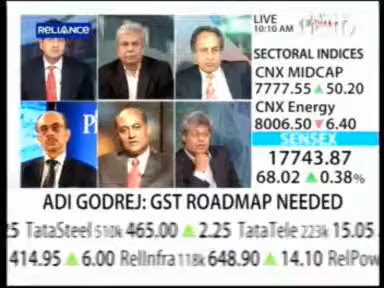 RELIANCE
LIVE
10:10 AM
SECTORAL INDICES
CNX MIDCAP
7777.55 ▲ 50.20
CNX Energy
8006.50 ▼ 6.40
SENSEX
17743.87
68.02 ▲ 0.38%
ADI GODREJ: GST ROADMAP NEEDED
25 TataSteel 510k 465.00 ▲ 2.25 TataTele 223k 15.05
414.95 ▲ 6.00 RelInfra 118k 648.90 ▲ 14.10 RelPow